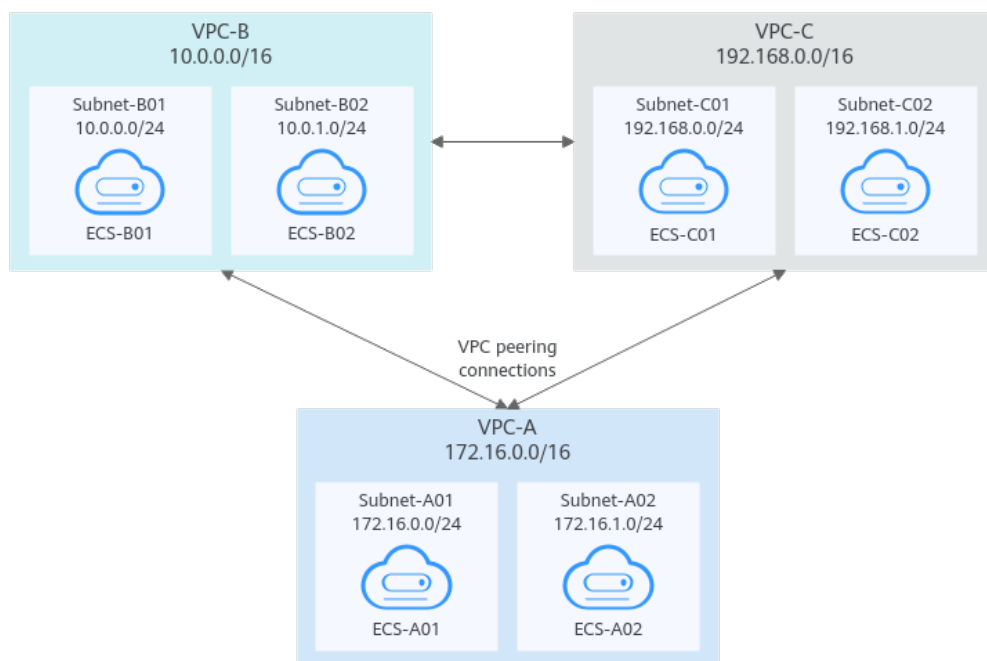 VPC-B
10.0.0.0/16
Subnet-B01
10.0.0.0/24
ECS-B01
Subnet-B02
10.0.1.0/24
ECS-B02
VPC-C
192.168.0.0/16
Subnet-C01
192.168.0.0/24
ECS-C01
Subnet-C02
192.168.1.0/24
ECS-C02
VPC peering
connections
VPC-A
172.16.0.0/16
Subnet-A01
172.16.0.0/24
ECS-A01
Subnet-A02
172.16.1.0/24
ECS-A02